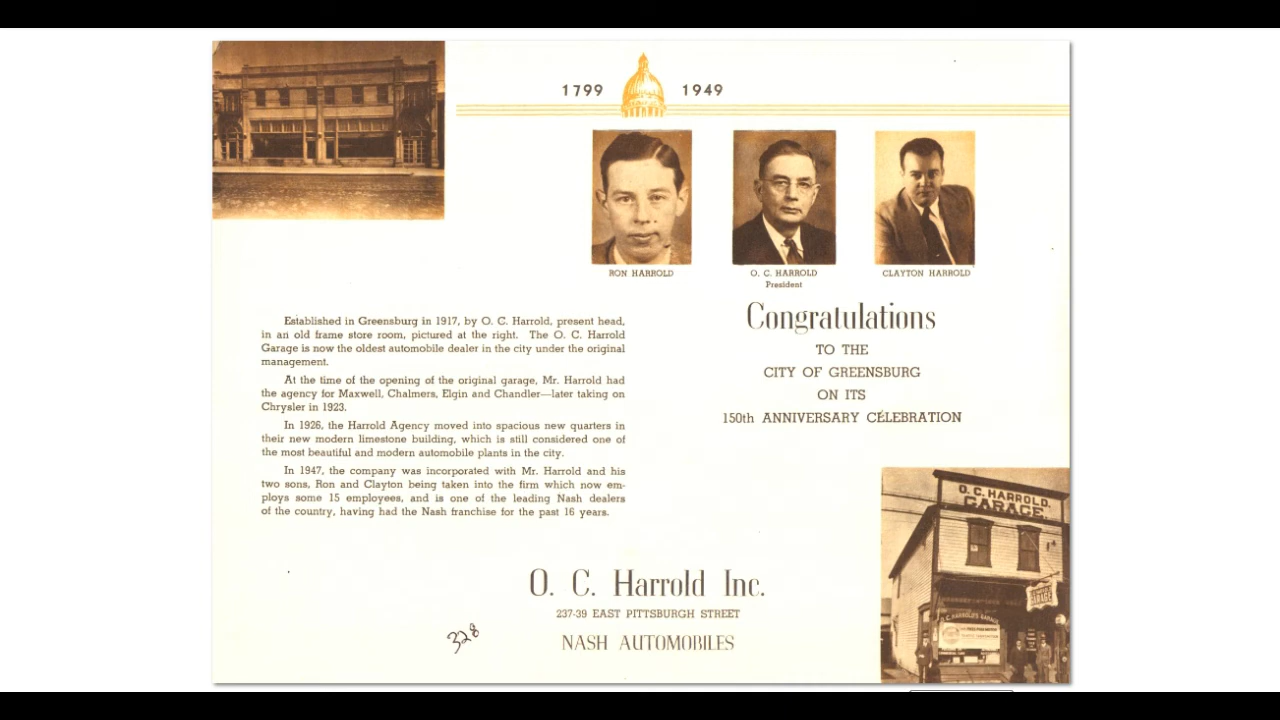 1799 1949
RON HARROLD
O. C. HARROLD
President
CLAYTON HARROLD
Established in Greensburg in 1917, by O. C. Harrold, present head,
in an old frame store room, pictured at the right. The O. C. Harrold
Garage is now the oldest automobile dealer in the city under the original
management.
At the time of the opening of the original garage, Mr. Harrold had
the agency for Maxwell, Chalmers, Elgin and Chandler—later taking on
Chrysler in 1923.
In 1926, the Harrold Agency moved into spacious new quarters in
their new modern limestone building, which is still considered one of
the most beautiful and modern automobile plants in the city.
In 1947, the company was incorporated with Mr. Harrold and his
two sons, Ron and Clayton being taken into the firm which now em-
ploys some 15 employees, and is one of the leading Nash dealers
of the country, having had the Nash franchise for the past 16 years.
Congratulations
TO THE
CITY OF GREENSBURG
ON ITS
150th ANNIVERSARY CELEBRATION
O. C. HARROLD
GARAGE
GARAGE
O.C. HARROLD'S GARAGE
O. C. Harrold Inc.
237-39 EAST PITTSBURGH STREET
NASH AUTOMOBILES
328